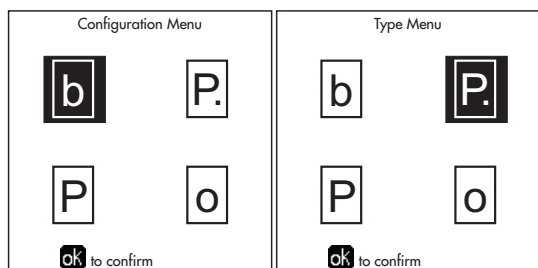 Configuration Menu
b P.
P o
ok to confirm
Type Menu
b P.
P o
ok to confirm